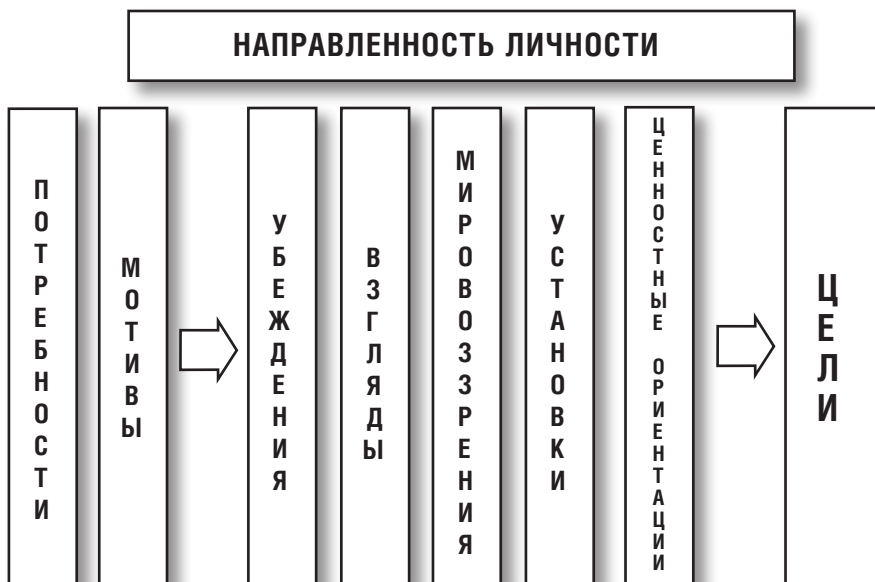 НАПРАВЛЕННОСТЬ ЛИЧНОСТИ
ПОТРЕБНОСТИ
МОТИВЫ
УБЕЖДЕНИЯ
ВЗГЛЯДЫ
МИРОВОЗЗРЕНИЯ
УСТАНОВКИ
ЦЕННОСТНЫЕ ОРИЕНТАЦИИ
ЦЕЛИ